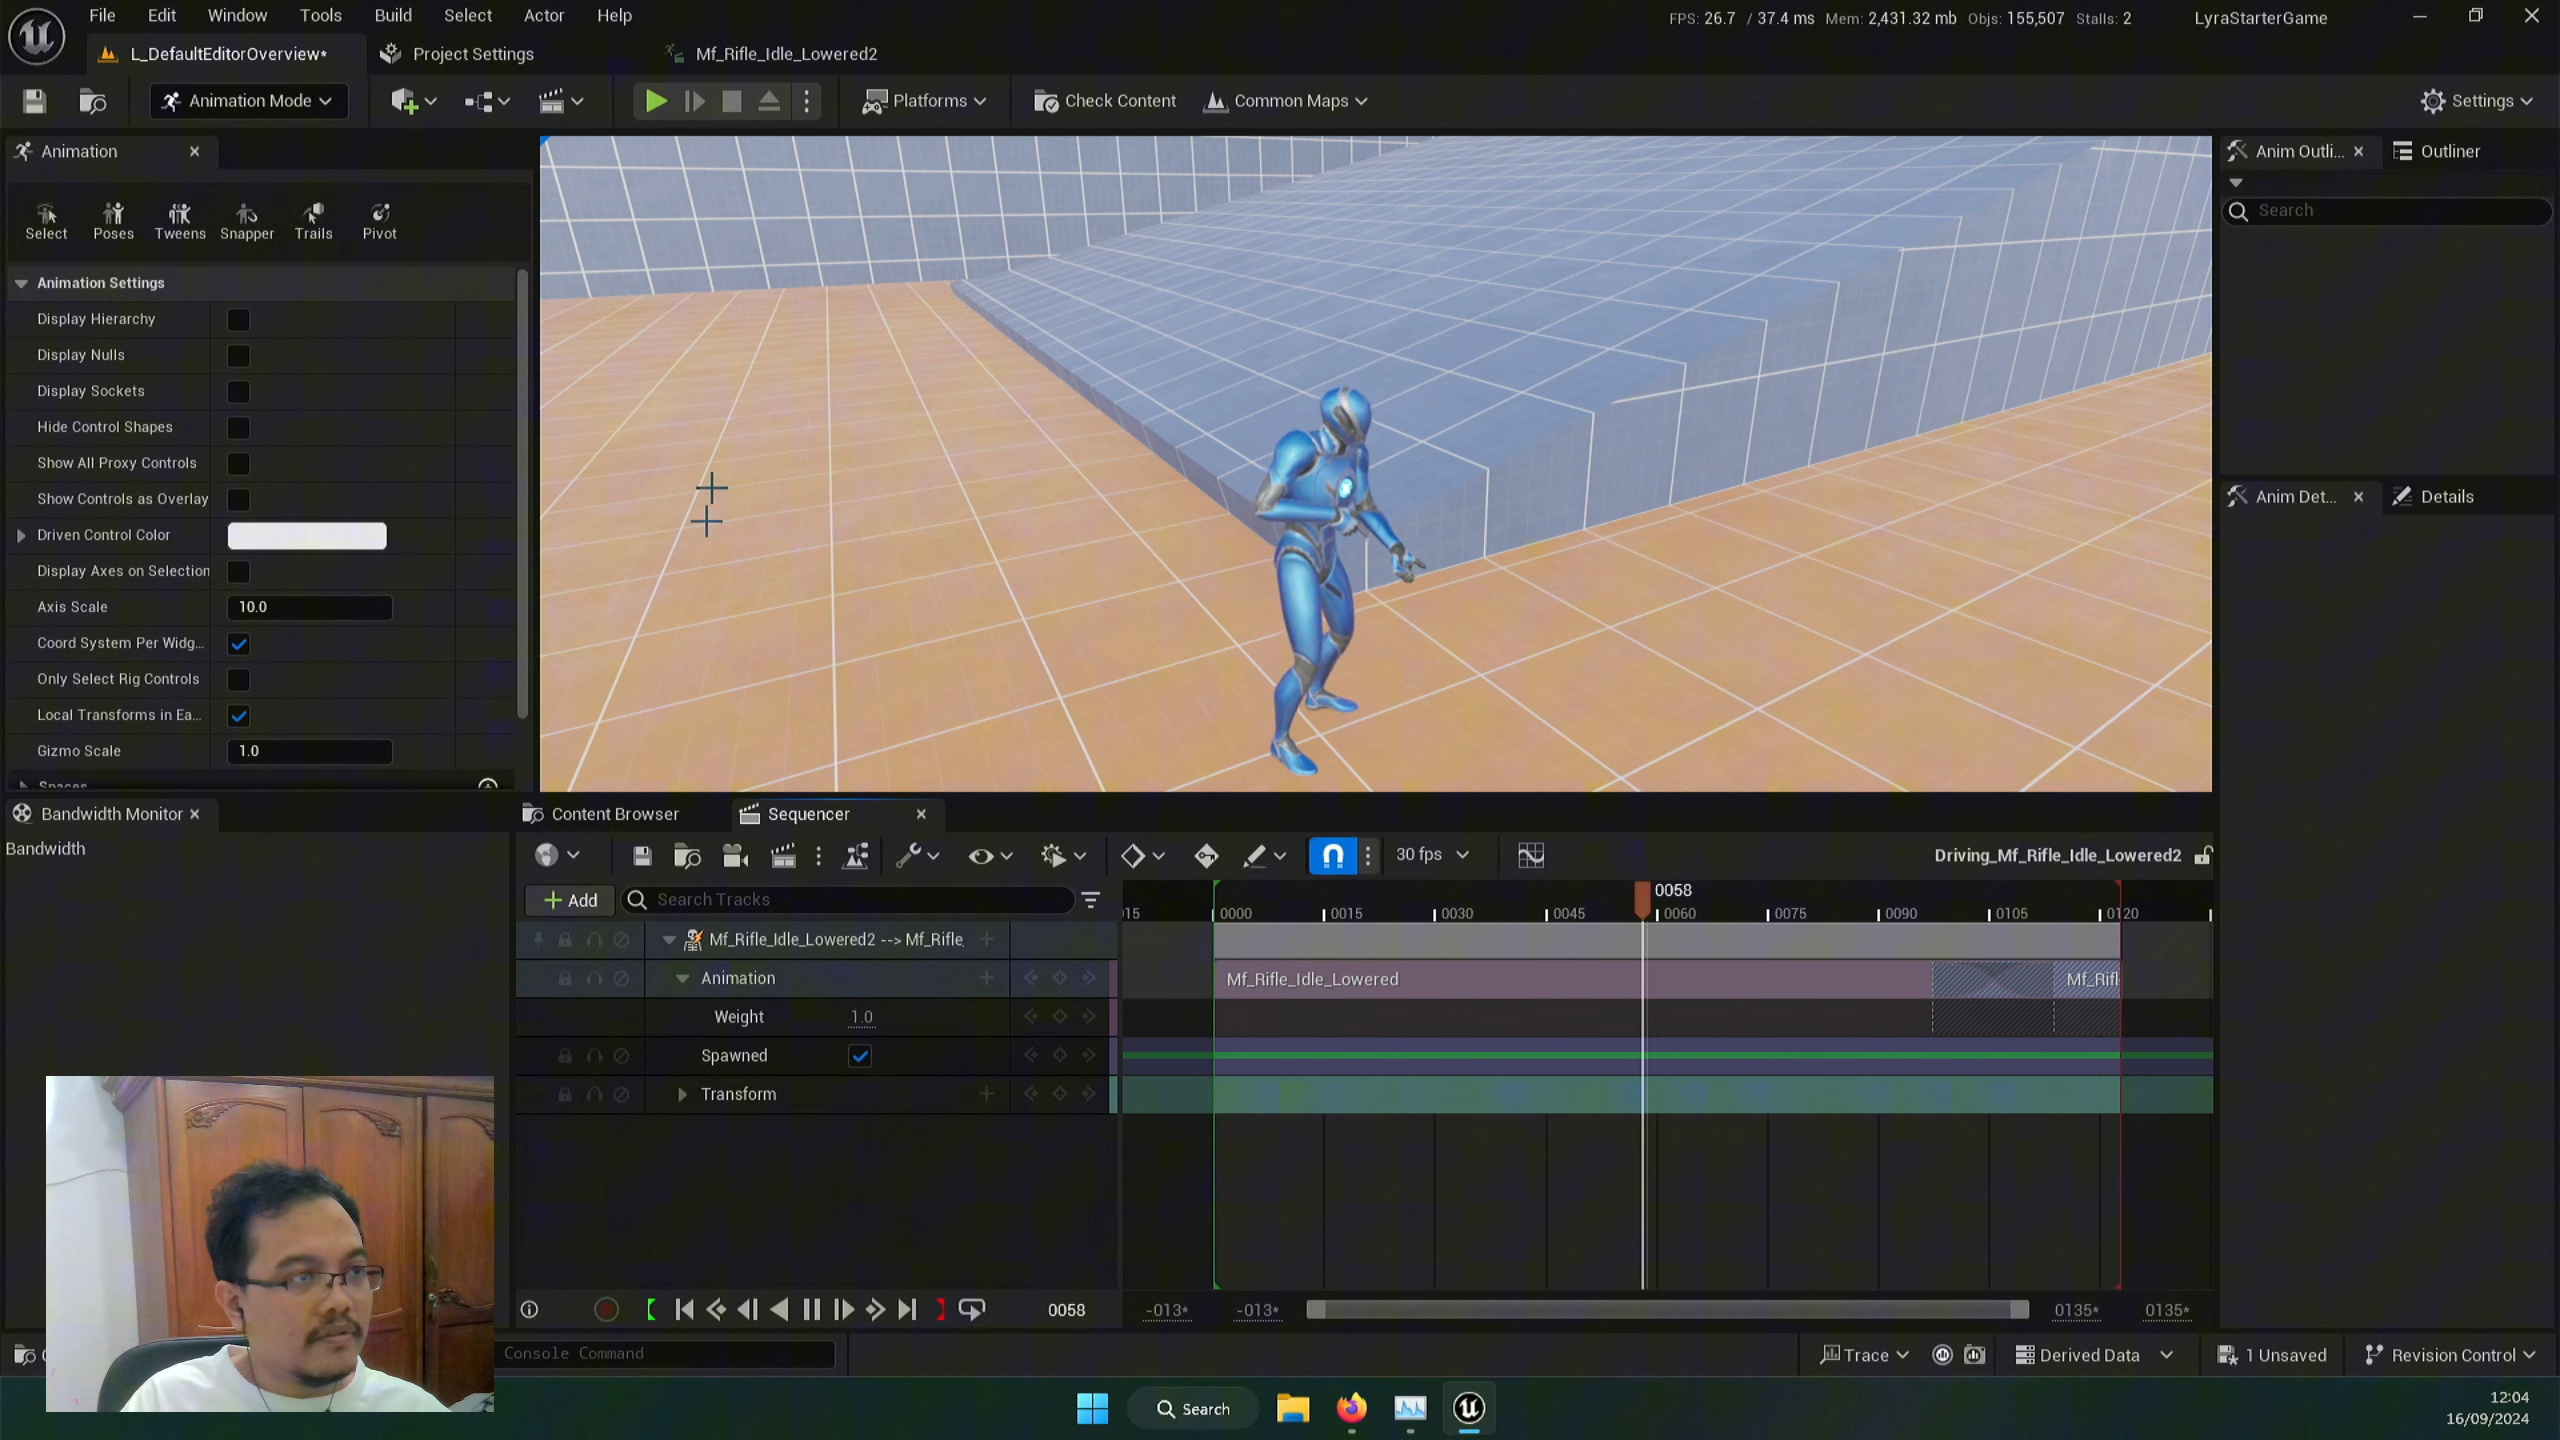 File Edit Window Tools Build Select Actor Help
FPS: 26.7 / 37.4 ms Mem: 2,431.32 mb Objs: 155,507 Stalls: 2 LyraStarterGame
L_DefaultEditorOverview* Project Settings Mf_Rifle_Idle_Lowered2
Animation Mode Platforms Check Content Common Maps Settings
Animation
Select Poses Tweens Snapper Trails Pivot
Animation Settings
Display Hierarchy
Display Nulls
Display Sockets
Hide Control Shapes
Show All Proxy Controls
Show Controls as Overlay
Driven Control Color
Display Axes on Selection
Axis Scale 10.0
Coord System Per Widg...
Only Select Rig Controls
Local Transforms in Ea...
Gizmo Scale 1.0
Spaces
Anim Outli... Outliner
Search
Anim Det... Details
Bandwidth Monitor
Bandwidth
Content Browser Sequencer
30 fps Driving_Mf_Rifle_Idle_Lowered2
Add Search Tracks
0058
15 0000 0015 0030 0045 0060 0075 0090 0105 0120
Mf_Rifle_Idle_Lowered2 --> Mf_Rifle
Animation Mf_Rifle_Idle_Lowered Mf_Rifl
Weight 1.0
Spawned
Transform
0058 -013* -013* 0135* 0135*
Console Command
Trace Derived Data 1 Unsaved Revision Control
Search
12:04
16/09/2024